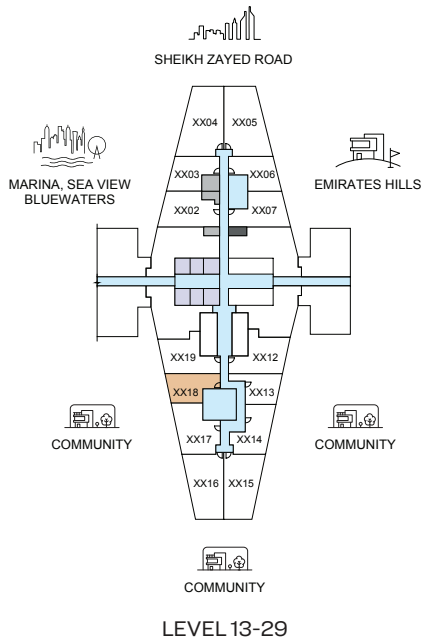 SHEIKH ZAYED ROAD
XX04 XX05
MARINA, SEA VIEW
BLUEWATERS
EMIRATES HILLS
XX03 XX06
XX02 XX07
XX19 XX12
XX18 XX13
COMMUNITY
COMMUNITY
XX17 XX14
XX16 XX15
COMMUNITY
LEVEL 13-29